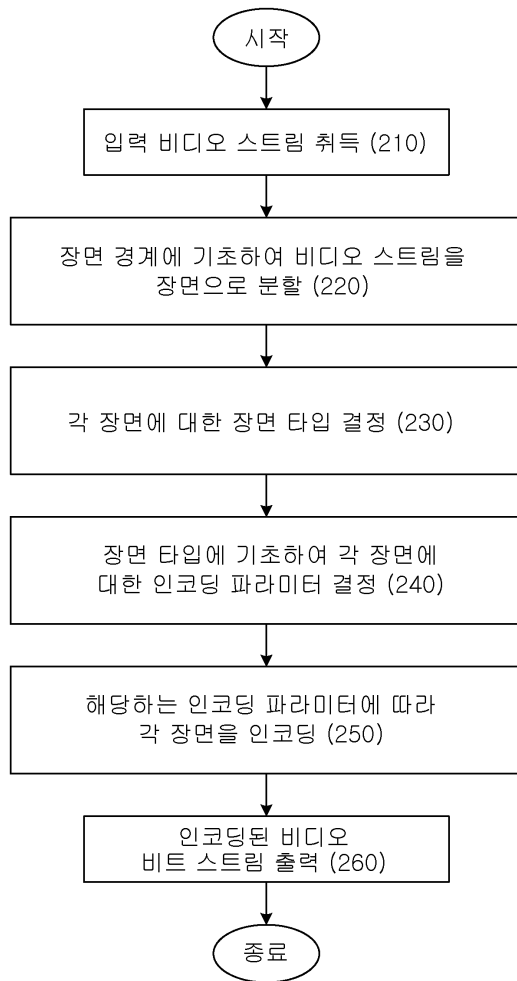 시작
입력 비디오 스트림 취득 (210)
장면 경계에 기초하여 비디오 스트림을
장면으로 분할 (220)
각 장면에 대한 장면 타입 결정 (230)
장면 타입에 기초하여 각 장면에
대한 인코딩 파라미터 결정 (240)
해당하는 인코딩 파라미터에 따라
각 장면을 인코딩 (250)
인코딩된 비디오
비트 스트림 출력 (260)
종료